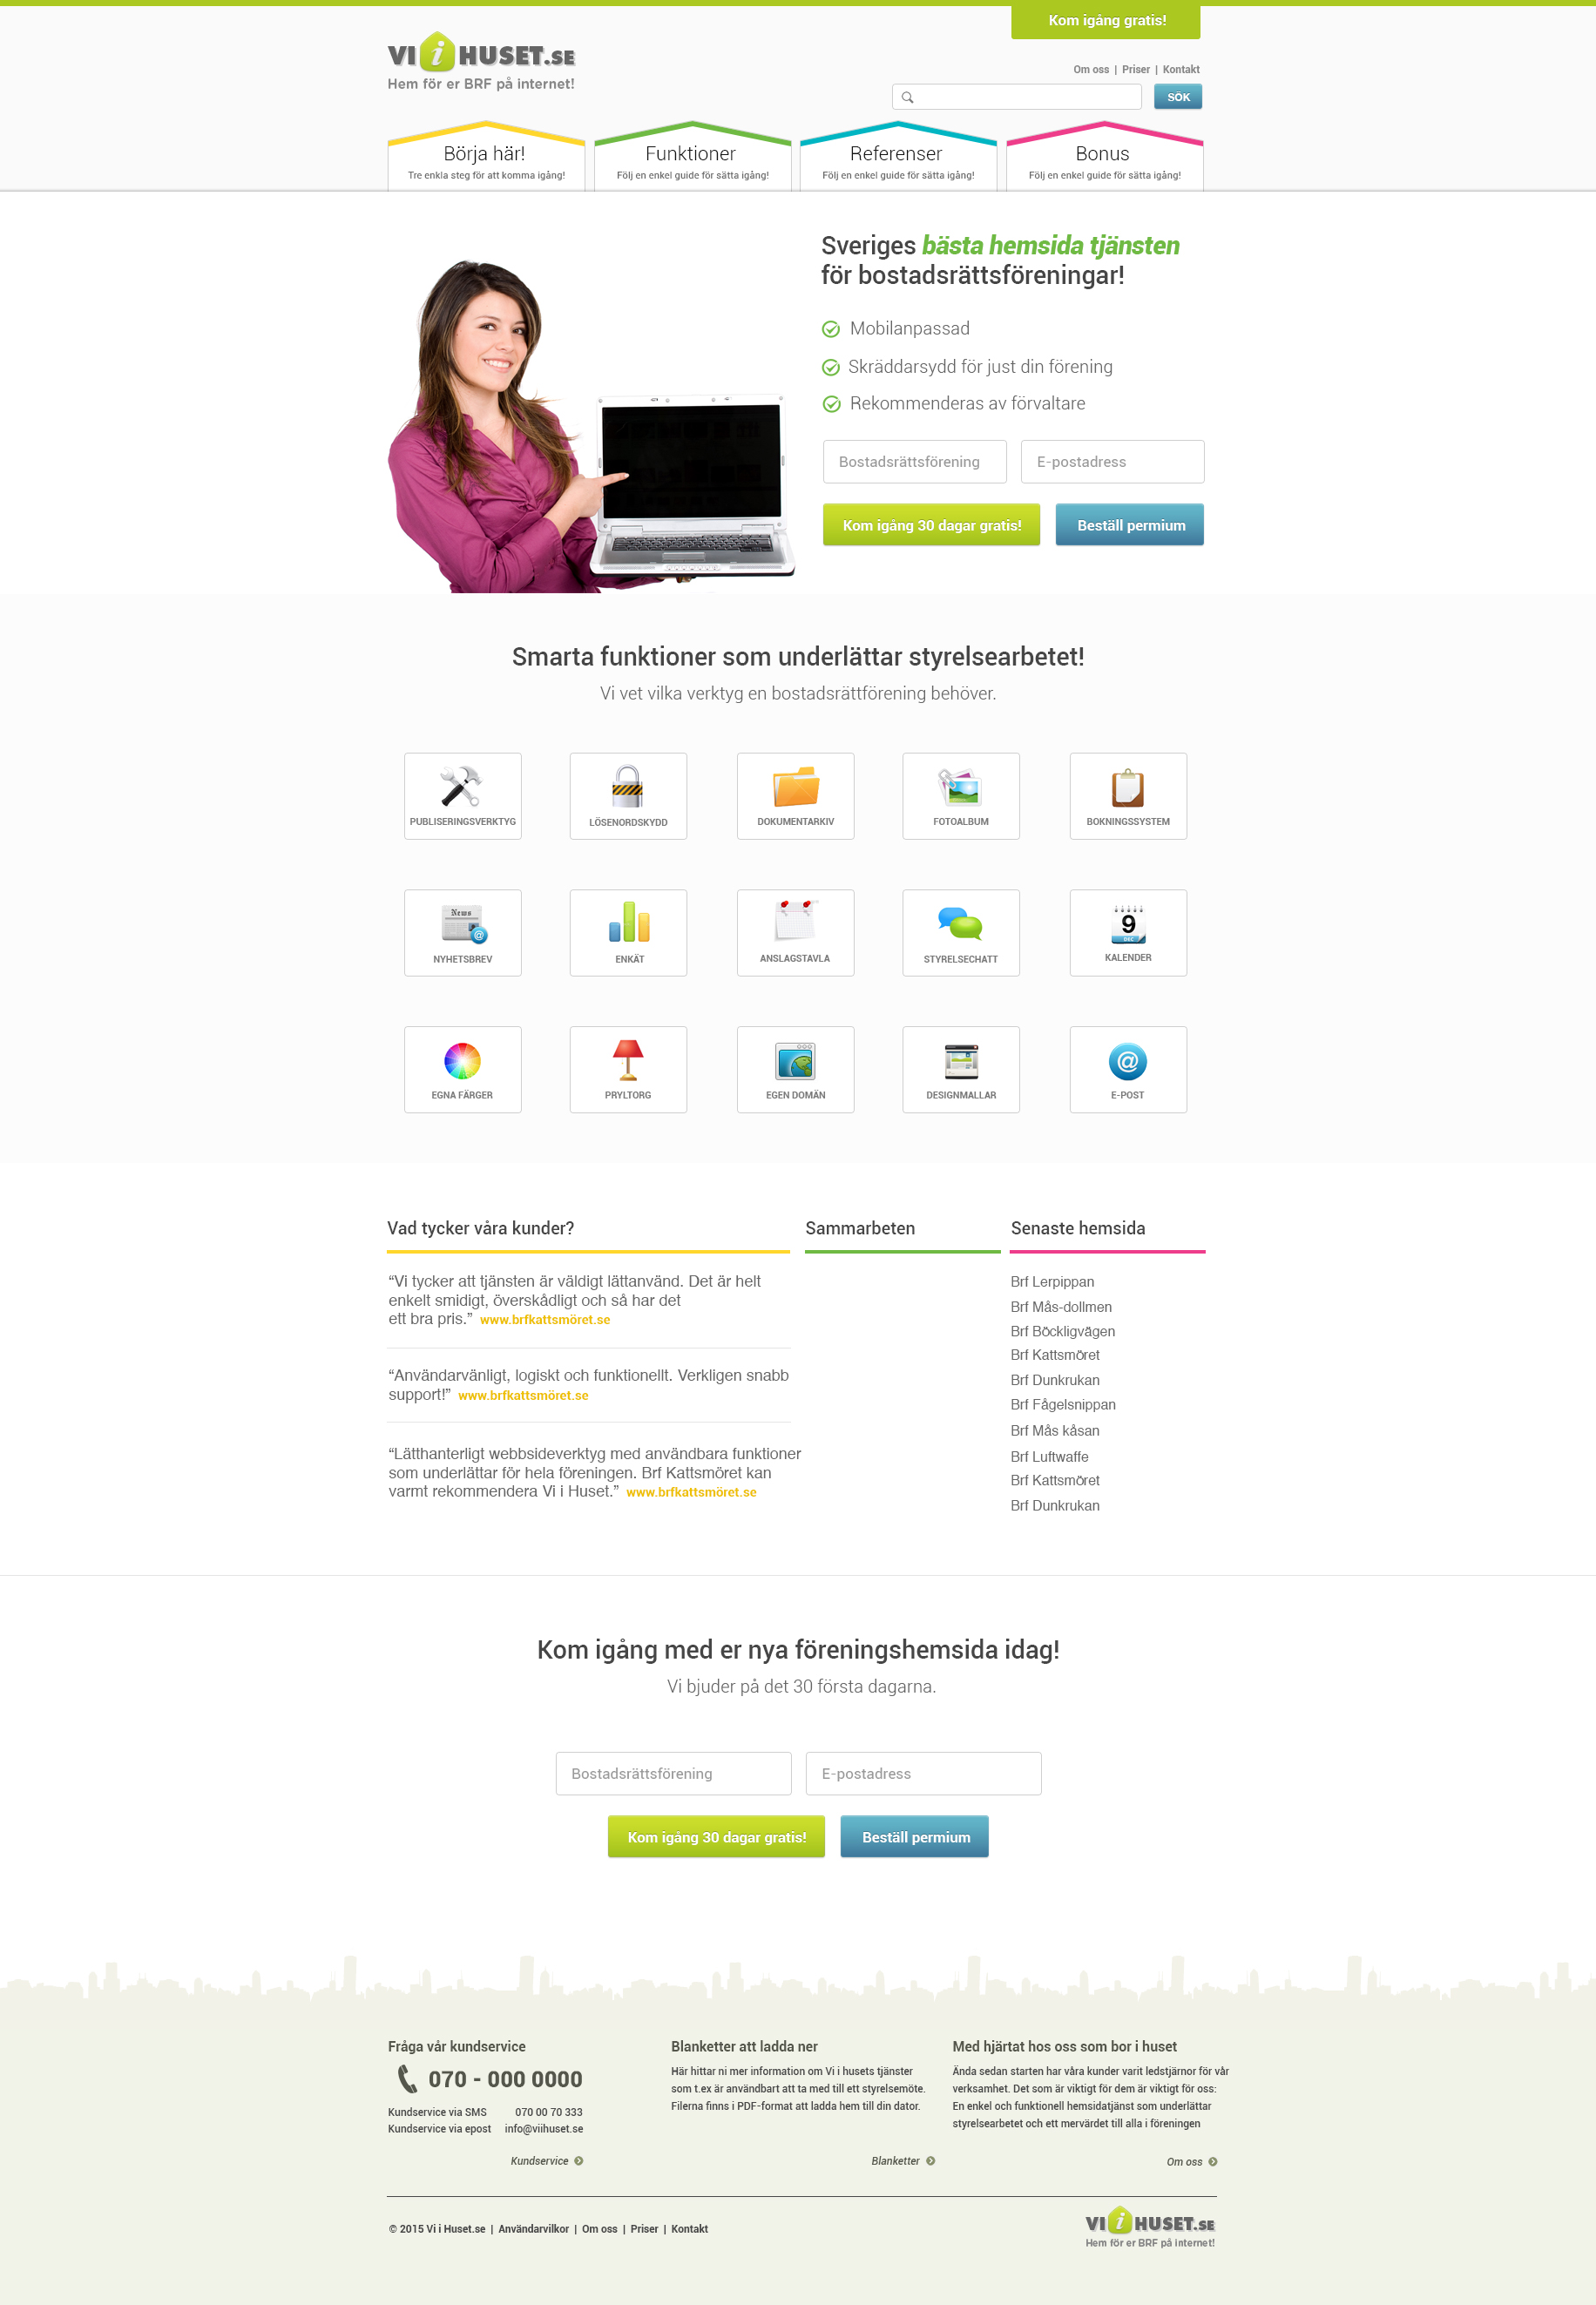 Kom igång gratis!
VI i HUSET.SE
Hem för er BRF på internet!
Om oss | Priser | Kontakt
SÖK
Börja här!
Tre enkla steg för att komma igång!
Funktioner
Följ en enkel guide för sätta igång!
Referenser
Följ en enkel guide för sätta igång!
Bonus
Följ en enkel guide för sätta igång!
Sveriges bästa hemsida tjänsten
för bostadsrättsföreningar!
Mobilanpassad
Skräddarsydd för just din förening
Rekommenderas av förvaltare
Bostadsrättsförening
E-postadress
Kom igång 30 dagar gratis!
Beställ permium
Smarta funktioner som underlättar styrelsearbetet!
Vi vet vilka verktyg en bostadsrättförening behöver.
PUBLISERINGSVERKTYG
LÖSENORDSKYDD
DOKUMENTARKIV
FOTOALBUM
BOKNINGSSYSTEM
News
@
NYHETSBREV
ENKÄT
ANSLAGSTAVLA
STYRELSECHATT
9
DEC
KALENDER
EGNA FÄRGER
PRYLTORG
EGEN DOMÄN
DESIGNMALLAR
@
E-POST
Vad tycker våra kunder?
“Vi tycker att tjänsten är väldigt lättanvänd. Det är helt
enkelt smidigt, överskådligt och så har det
ett bra pris.” www.brfkattsmöret.se
“Användarvänligt, logiskt och funktionellt. Verkligen snabb
support!” www.brfkattsmöret.se
“Lätthanterligt webbsideverktyg med användbara funktioner
som underlättar för hela föreningen. Brf Kattsmöret kan
varmt rekommendera Vi i Huset.” www.brfkattsmöret.se
Sammarbeten
Senaste hemsida
Brf Lerpippan
Brf Mås-dollmen
Brf Böckligvägen
Brf Kattsmöret
Brf Dunkrukan
Brf Fågelsnippan
Brf Mås kåsan
Brf Luftwaffe
Brf Kattsmöret
Brf Dunkrukan
Kom igång med er nya föreningshemsida idag!
Vi bjuder på det 30 första dagarna.
Bostadsrättsförening
E-postadress
Kom igång 30 dagar gratis!
Beställ permium
Fråga vår kundservice
070 - 000 0000
Kundservice via SMS 070 00 70 333
Kundservice via epost info@viihuset.se
Kundservice
Blanketter att ladda ner
Här hittar ni mer information om Vi i husets tjänster
som t.ex är användbart att ta med till ett styrelsemöte.
Filerna finns i PDF-format att ladda hem till din dator.
Blanketter
Med hjärtat hos oss som bor i huset
Ända sedan starten har våra kunder varit ledstjärnor för vår
verksamhet. Det som är viktigt för dem är viktigt för oss:
En enkel och funktionell hemsidatjänst som underlättar
styrelsearbetet och ett mervärdet till alla i föreningen
Om oss
© 2015 Vi i Huset.se | Användarvilkor | Om oss | Priser | Kontakt
VI i HUSET.SE
Hem för er BRF på internet!